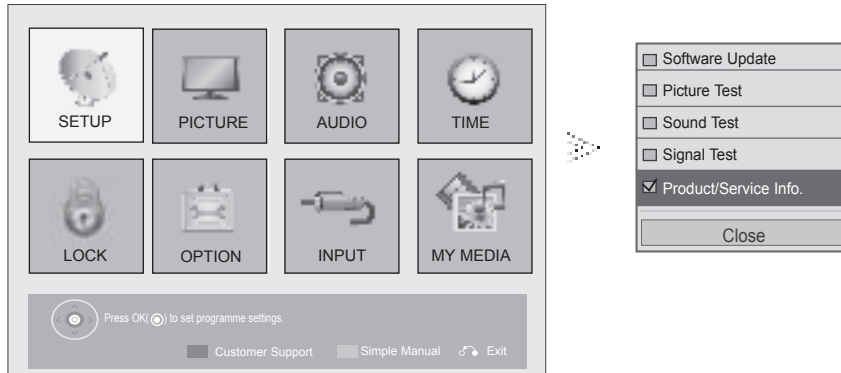 SETUP PICTURE AUDIO TIME
LOCK OPTION INPUT MY MEDIA
Press OK( ) to set programme settings.
Customer Support Simple Manual Exit
Software Update
Picture Test
Sound Test
Signal Test
Product/Service Info.
Close